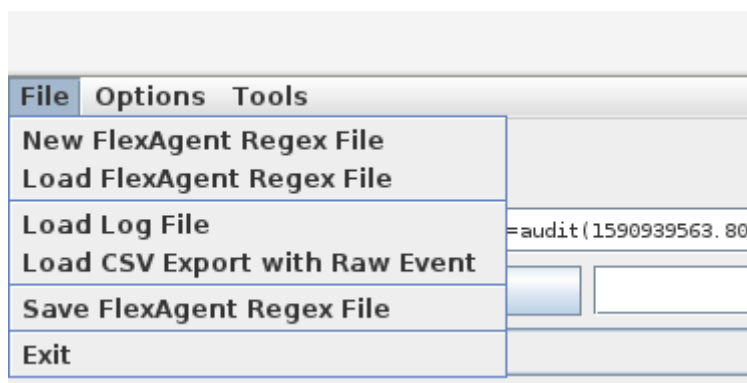 File Options Tools
New FlexAgent Regex File
Load FlexAgent Regex File
Load Log File
=audit(1590939563.80
Load CSV Export with Raw Event
Save FlexAgent Regex File
Exit